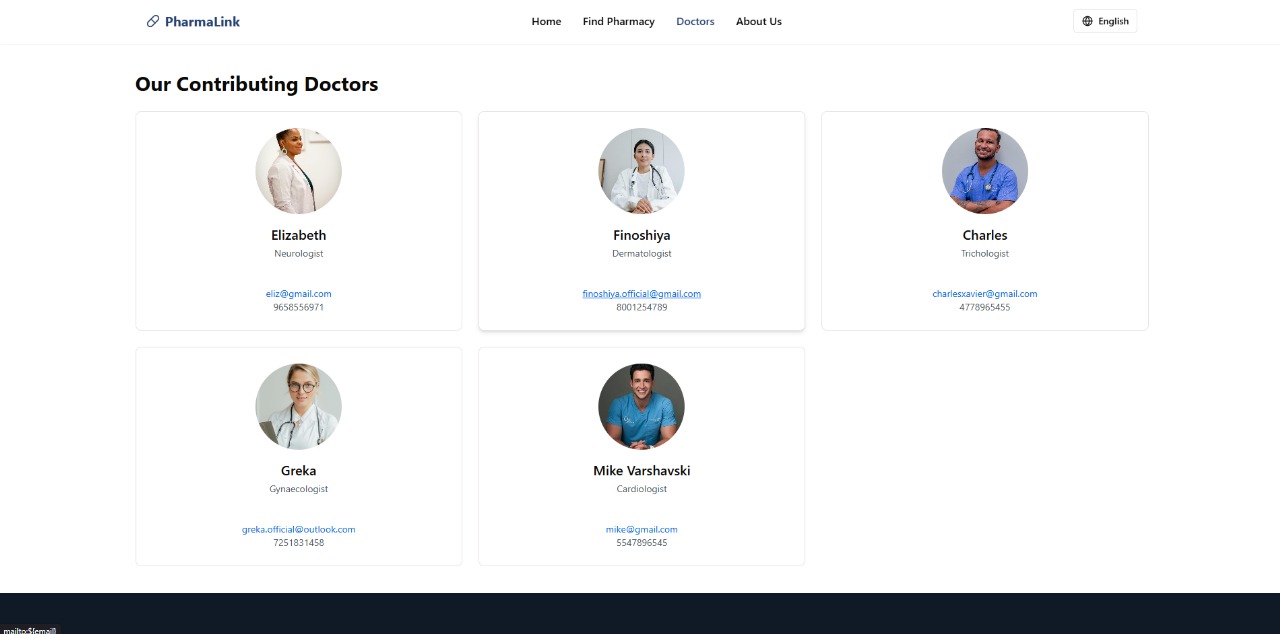 PharmaLink
Home Find Pharmacy Doctors About Us
English
Our Contributing Doctors
Elizabeth
Neurologist
eliz@gmail.com
9658556971
Finoshiya
Dermatologist
finoshiya.official@gmail.com
8001254789
Charles
Trichologist
charlesxavier@gmail.com
4778965455
Greka
Gynaecologist
greka.official@outlook.com
7251831458
Mike Varshavski
Cardiologist
mike@gmail.com
5547896545
mailto:${email}